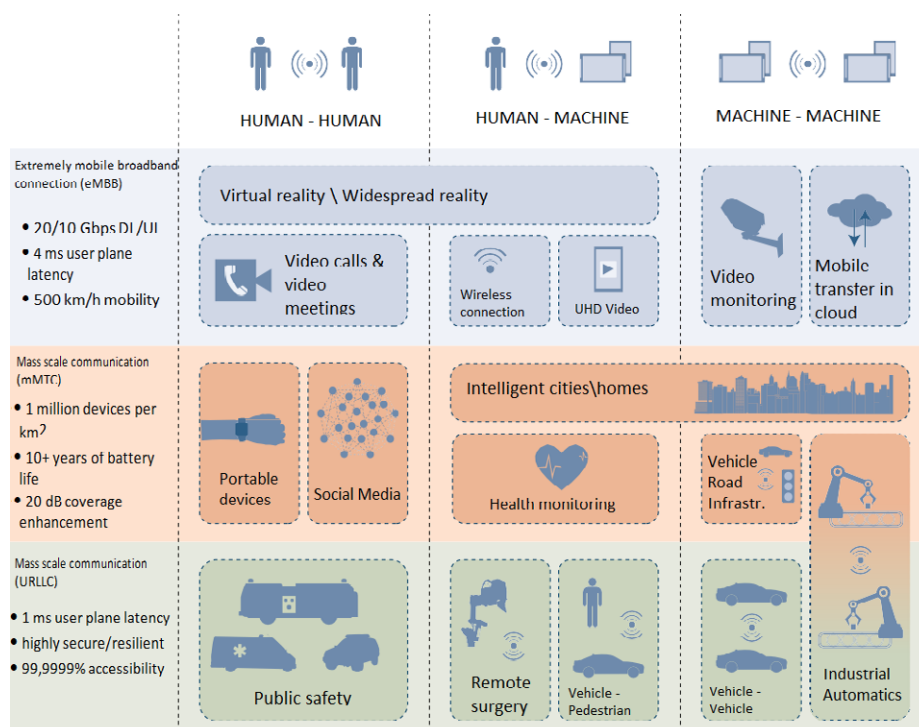 HUMAN - HUMAN
HUMAN - MACHINE
MACHINE - MACHINE
Extremely mobile broadband
connection (eMBB)
• 20/10 Gbps DL/UL
• 4 ms user plane
latency
• 500 km/h mobility
Virtual reality \ Widespread reality
Video calls &
video
meetings
Wireless
connection
UHD Video
Video
monitoring
Mobile
transfer in
cloud
Mass scale communication
(mMTC)
• 1 million devices per
km2
• 10+ years of battery
life
• 20 dB coverage
enhancement
Portable
devices
Social Media
Intelligent cities\homes
Health monitoring
Vehicle
Road
Infrastr.
Mass scale communication
(URLLC)
• 1 ms user plane latency
• highly secure/resilient
• 99,9999% accessibility
Public safety
Remote
surgery
Vehicle -
Pedestrian
Vehicle -
Vehicle
Industrial
Automatics